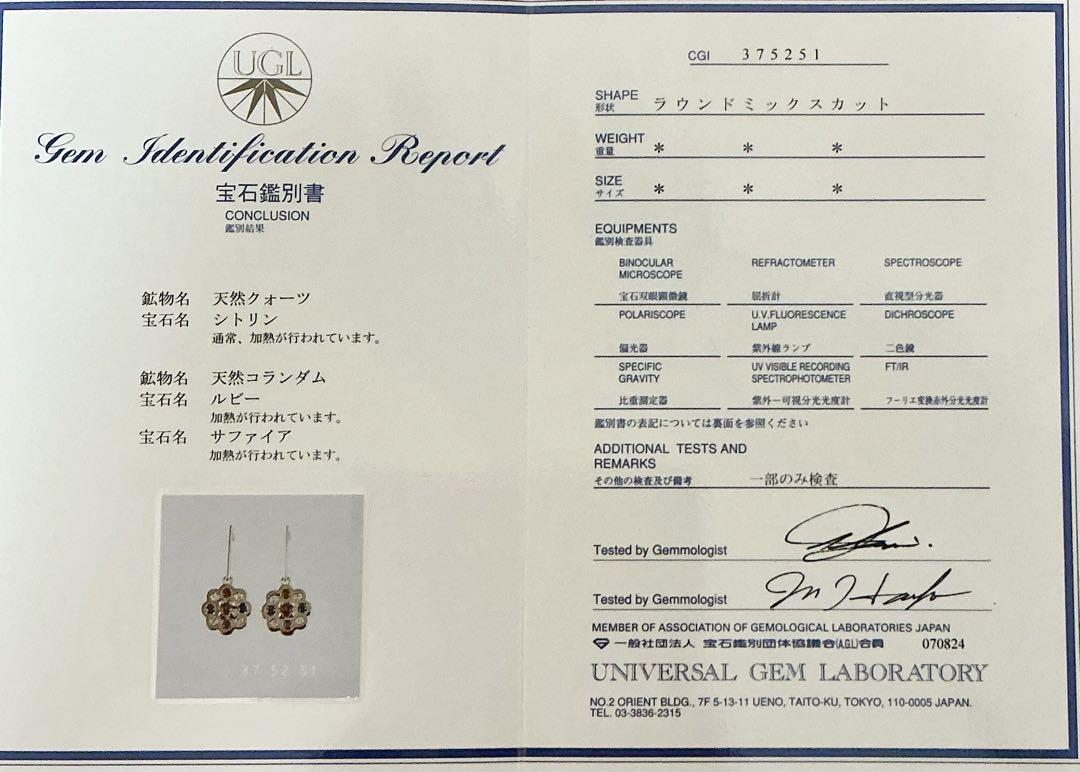 UGL
Gem Identification Report
宝石鑑別書
CONCLUSION
鑑別結果
鉱物名 天然クォーツ
宝石名 シトリン
通常、加熱が行われています。
鉱物名 天然コランダム
宝石名 ルビー
加熱が行われています。
宝石名 サファイア
加熱が行われています。
37 52 51
CGI 375251
SHAPE
形状 ラウンドミックスカット
WEIGHT
重量 * * *
SIZE
サイズ * * *
EQUIPMENTS
鑑別検査器具
BINOCULAR MICROSCOPE
宝石双眼顕微鏡
REFRACTOMETER
屈折計
SPECTROSCOPE
直視型分光器
POLARISCOPE
偏光器
U.V.FLUORESCENCE LAMP
紫外線ランプ
DICHROSCOPE
二色鏡
SPECIFIC GRAVITY
比重測定器
UV VISIBLE RECORDING SPECTROPHOTOMETER
紫外ー可視分光光度計
FT/IR
フーリエ変換赤外分光光度計
鑑別書の表記については裏面を参照ください
ADDITIONAL TESTS AND
REMARKS
その他の検査及び備考 一部のみ検査
Tested by Gemmologist
Tested by Gemmologist
MEMBER OF ASSOCIATION OF GEMOLOGICAL LABORATORIES JAPAN
一般社団法人 宝石鑑別団体協議会(A.G.L)会員 070824
UNIVERSAL GEM LABORATORY
NO.2 ORIENT BLDG., 7F 5-13-11 UENO, TAITO-KU, TOKYO, 110-0005 JAPAN.
TEL. 03-3836-2315